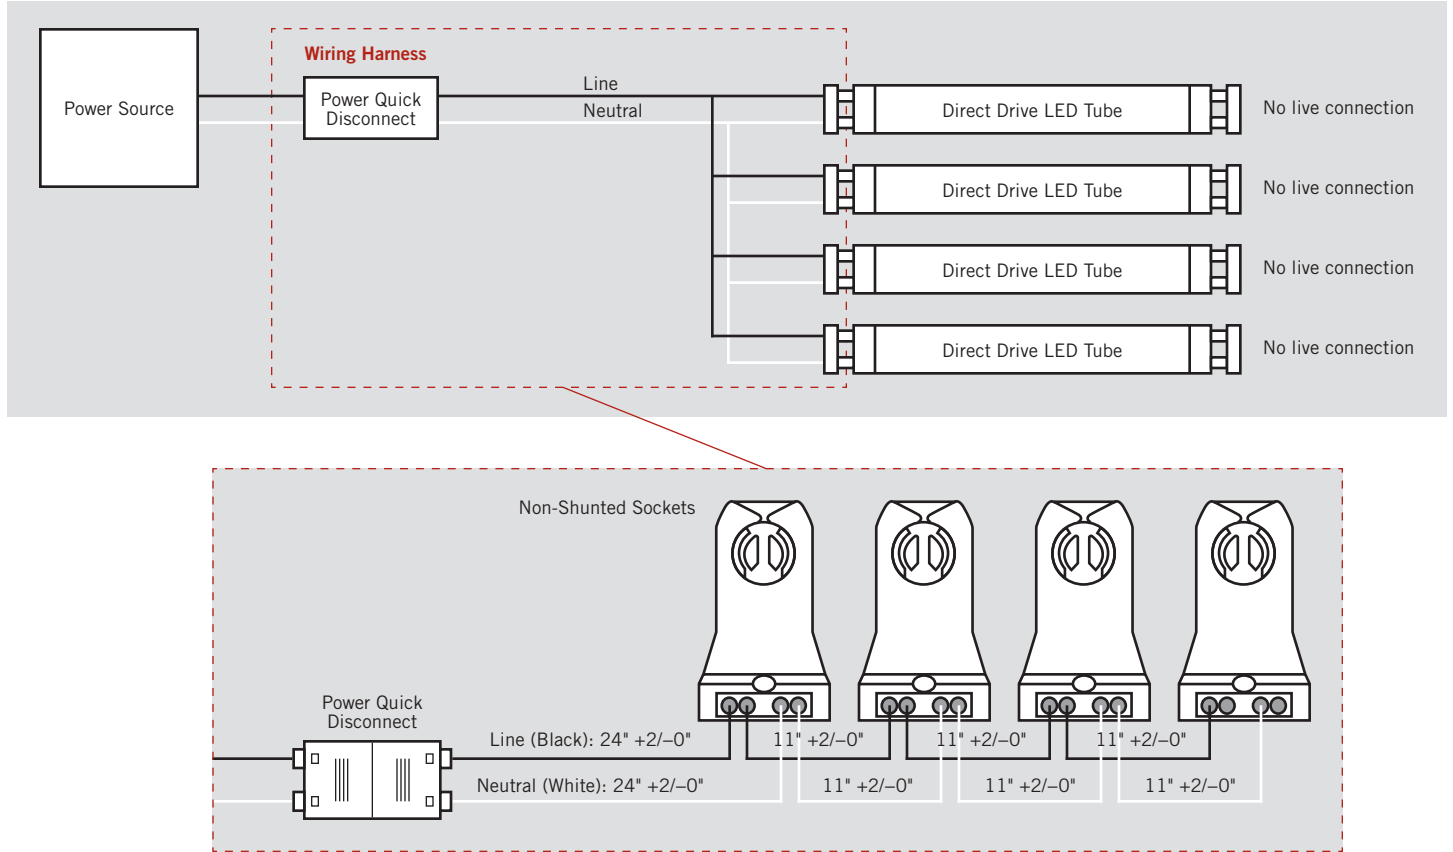 Wiring Harness
Power Source
Power Quick
Disconnect
Line
Neutral
Direct Drive LED Tube
No live connection
Direct Drive LED Tube
No live connection
Direct Drive LED Tube
No live connection
Direct Drive LED Tube
No live connection
Non-Shunted Sockets
Power Quick
Disconnect
Line (Black): 24" +2/–0"
11" +2/–0"
11" +2/–0"
11" +2/–0"
Neutral (White): 24" +2/–0"
11" +2/–0"
11" +2/–0"
11" +2/–0"